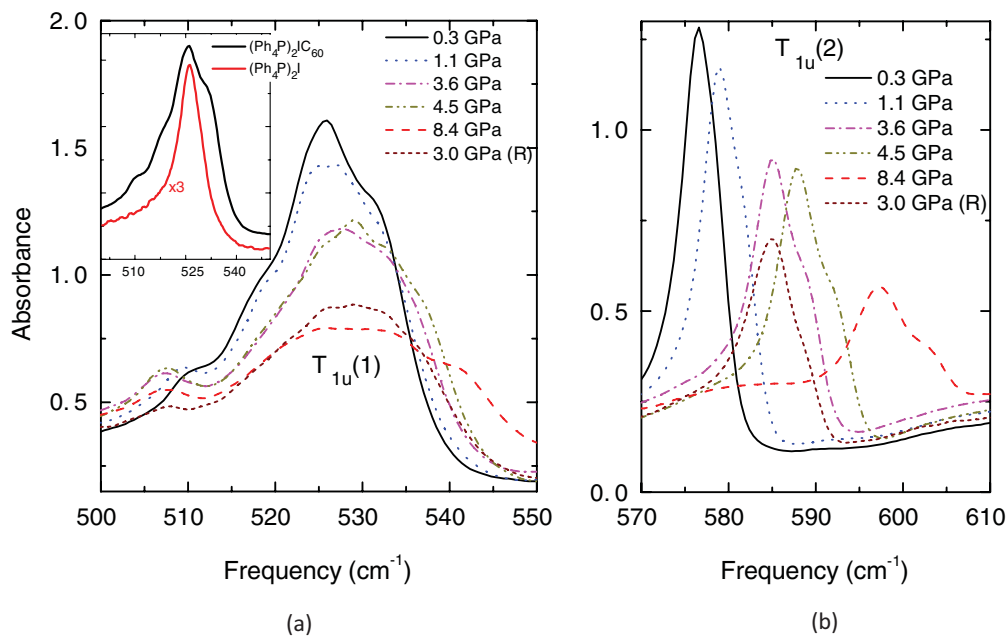 2.0
1.5
1.0
0.5
Absorbance
(Ph₄P)₂IC₆₀
(Ph₄P)₂I
x3
510 525 540
0.3 GPa
1.1 GPa
3.6 GPa
4.5 GPa
8.4 GPa
3.0 GPa (R)
T₁ᵤ(1)
500 510 520 530 540 550
Frequency (cm⁻¹)
(a)
1.0
0.5
0.0
T₁ᵤ(2)
0.3 GPa
1.1 GPa
3.6 GPa
4.5 GPa
8.4 GPa
3.0 GPa (R)
570 580 590 600 610
Frequency (cm⁻¹)
(b)